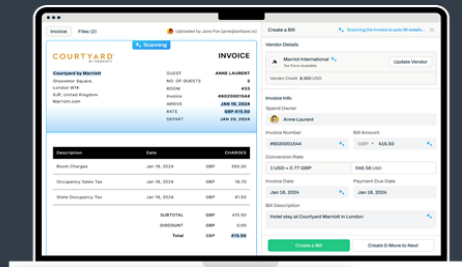 Invoice Files (2) Uploaded by Jane Pan
Scanning
COURTYARD
BY MARRIOTT
INVOICE
Courtyard by Marriott
Grosvenor Square,
London W1K
6JP, United Kingdom
Marriott.com
GUEST ANNE LAURENT
NO. OF GUESTS 3
ROOM 433
Invoice #6020001544
ARRIVE JAN 16, 2024
RATE GBP 415.50
DEPART JAN 20, 2024
Description Date CHARGES
Room Charges Jan 16, 2024 GBP
Occupancy Sales Tax Jan 16, 2024 GBP
State Occupancy Tax Jan 16, 2024 GBP
SUBTOTAL GBP 415.50
DISCOUNT GBP 0.00
Total GBP 415.50
Create a Bill
Scanning the invoice to auto fill
Vendor Details
Marriott International
Tax Form Available
Update Vendor
Vendor Credit USD
Invoice Info
Spend Owner
Anne Laurent
Invoice Number
#6020001544
Bill Amount
GBP 415.50
Conversion Rate
1 USD = 0.77 GBP
USD
Invoice Date
Jan 16, 2024
Payment Due Date
Jan 16, 2024
Bill Description
Hotel stay at Courtyard Marriott in London
Create a Bill
Create & Move to Next